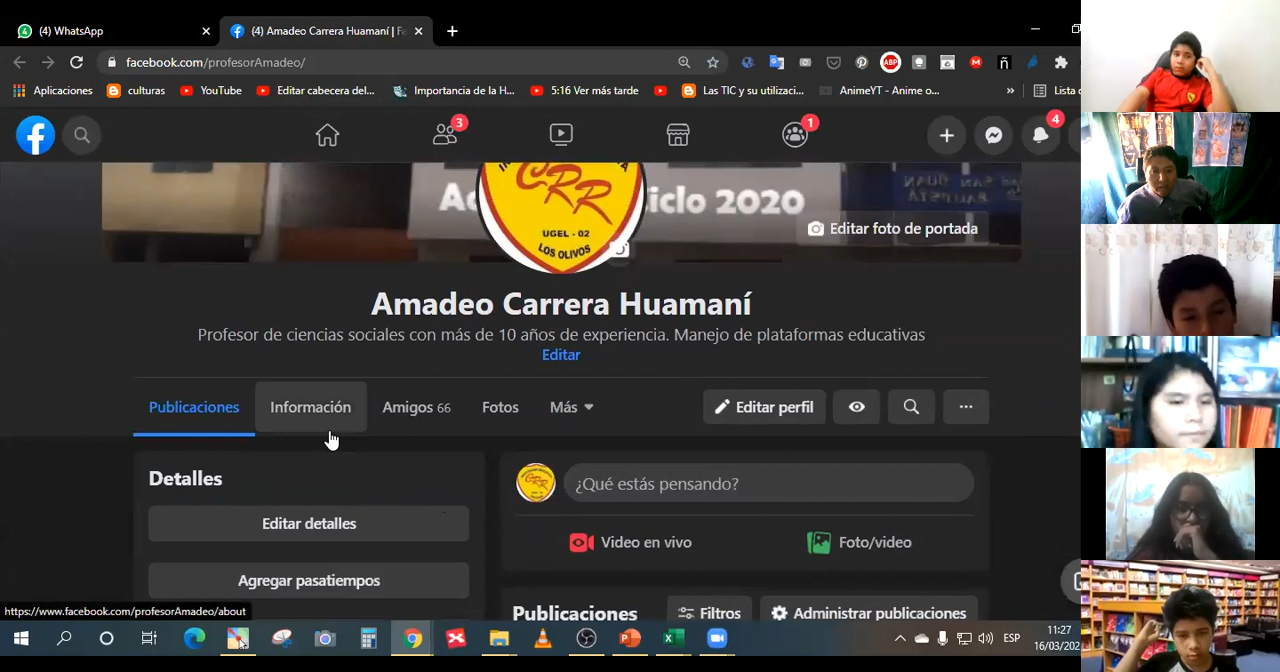 (4) WhatsApp
(4) Amadeo Carrera Huamaní | Fa
facebook.com/profesorAmadeo/
ABP
M
ñ
Aplicaciones
culturas
YouTube
Editar cabecera del...
Importancia de la H...
5:16 Ver más tarde
Las TIC y su utilizaci...
AnimeYT - Anime o...
»
Lista d
3
1
4
iclo 2020
CRR
UGEL - 02
LOS OLIVOS
Editar foto de portada
Amadeo Carrera Huamaní
Profesor de ciencias sociales con más de 10 años de experiencia. Manejo de plataformas educativas
Editar
Publicaciones
Información
Amigos 66
Fotos
Más
Editar perfil
Detalles
¿Qué estás pensando?
Editar detalles
Video en vivo
Foto/video
Agregar pasatiempos
Publicaciones
Filtros
Administrar publicaciones
https://www.facebook.com/profesorAmadeo/about
ESP
11:27
16/03/202